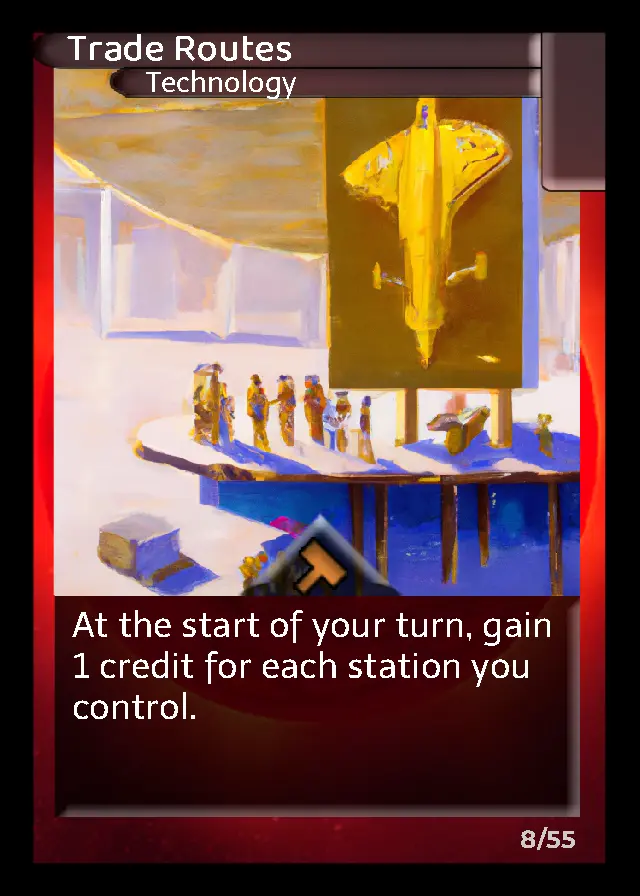 Trade Routes
Technology
At the start of your turn, gain
1 credit for each station you
control.
8/55